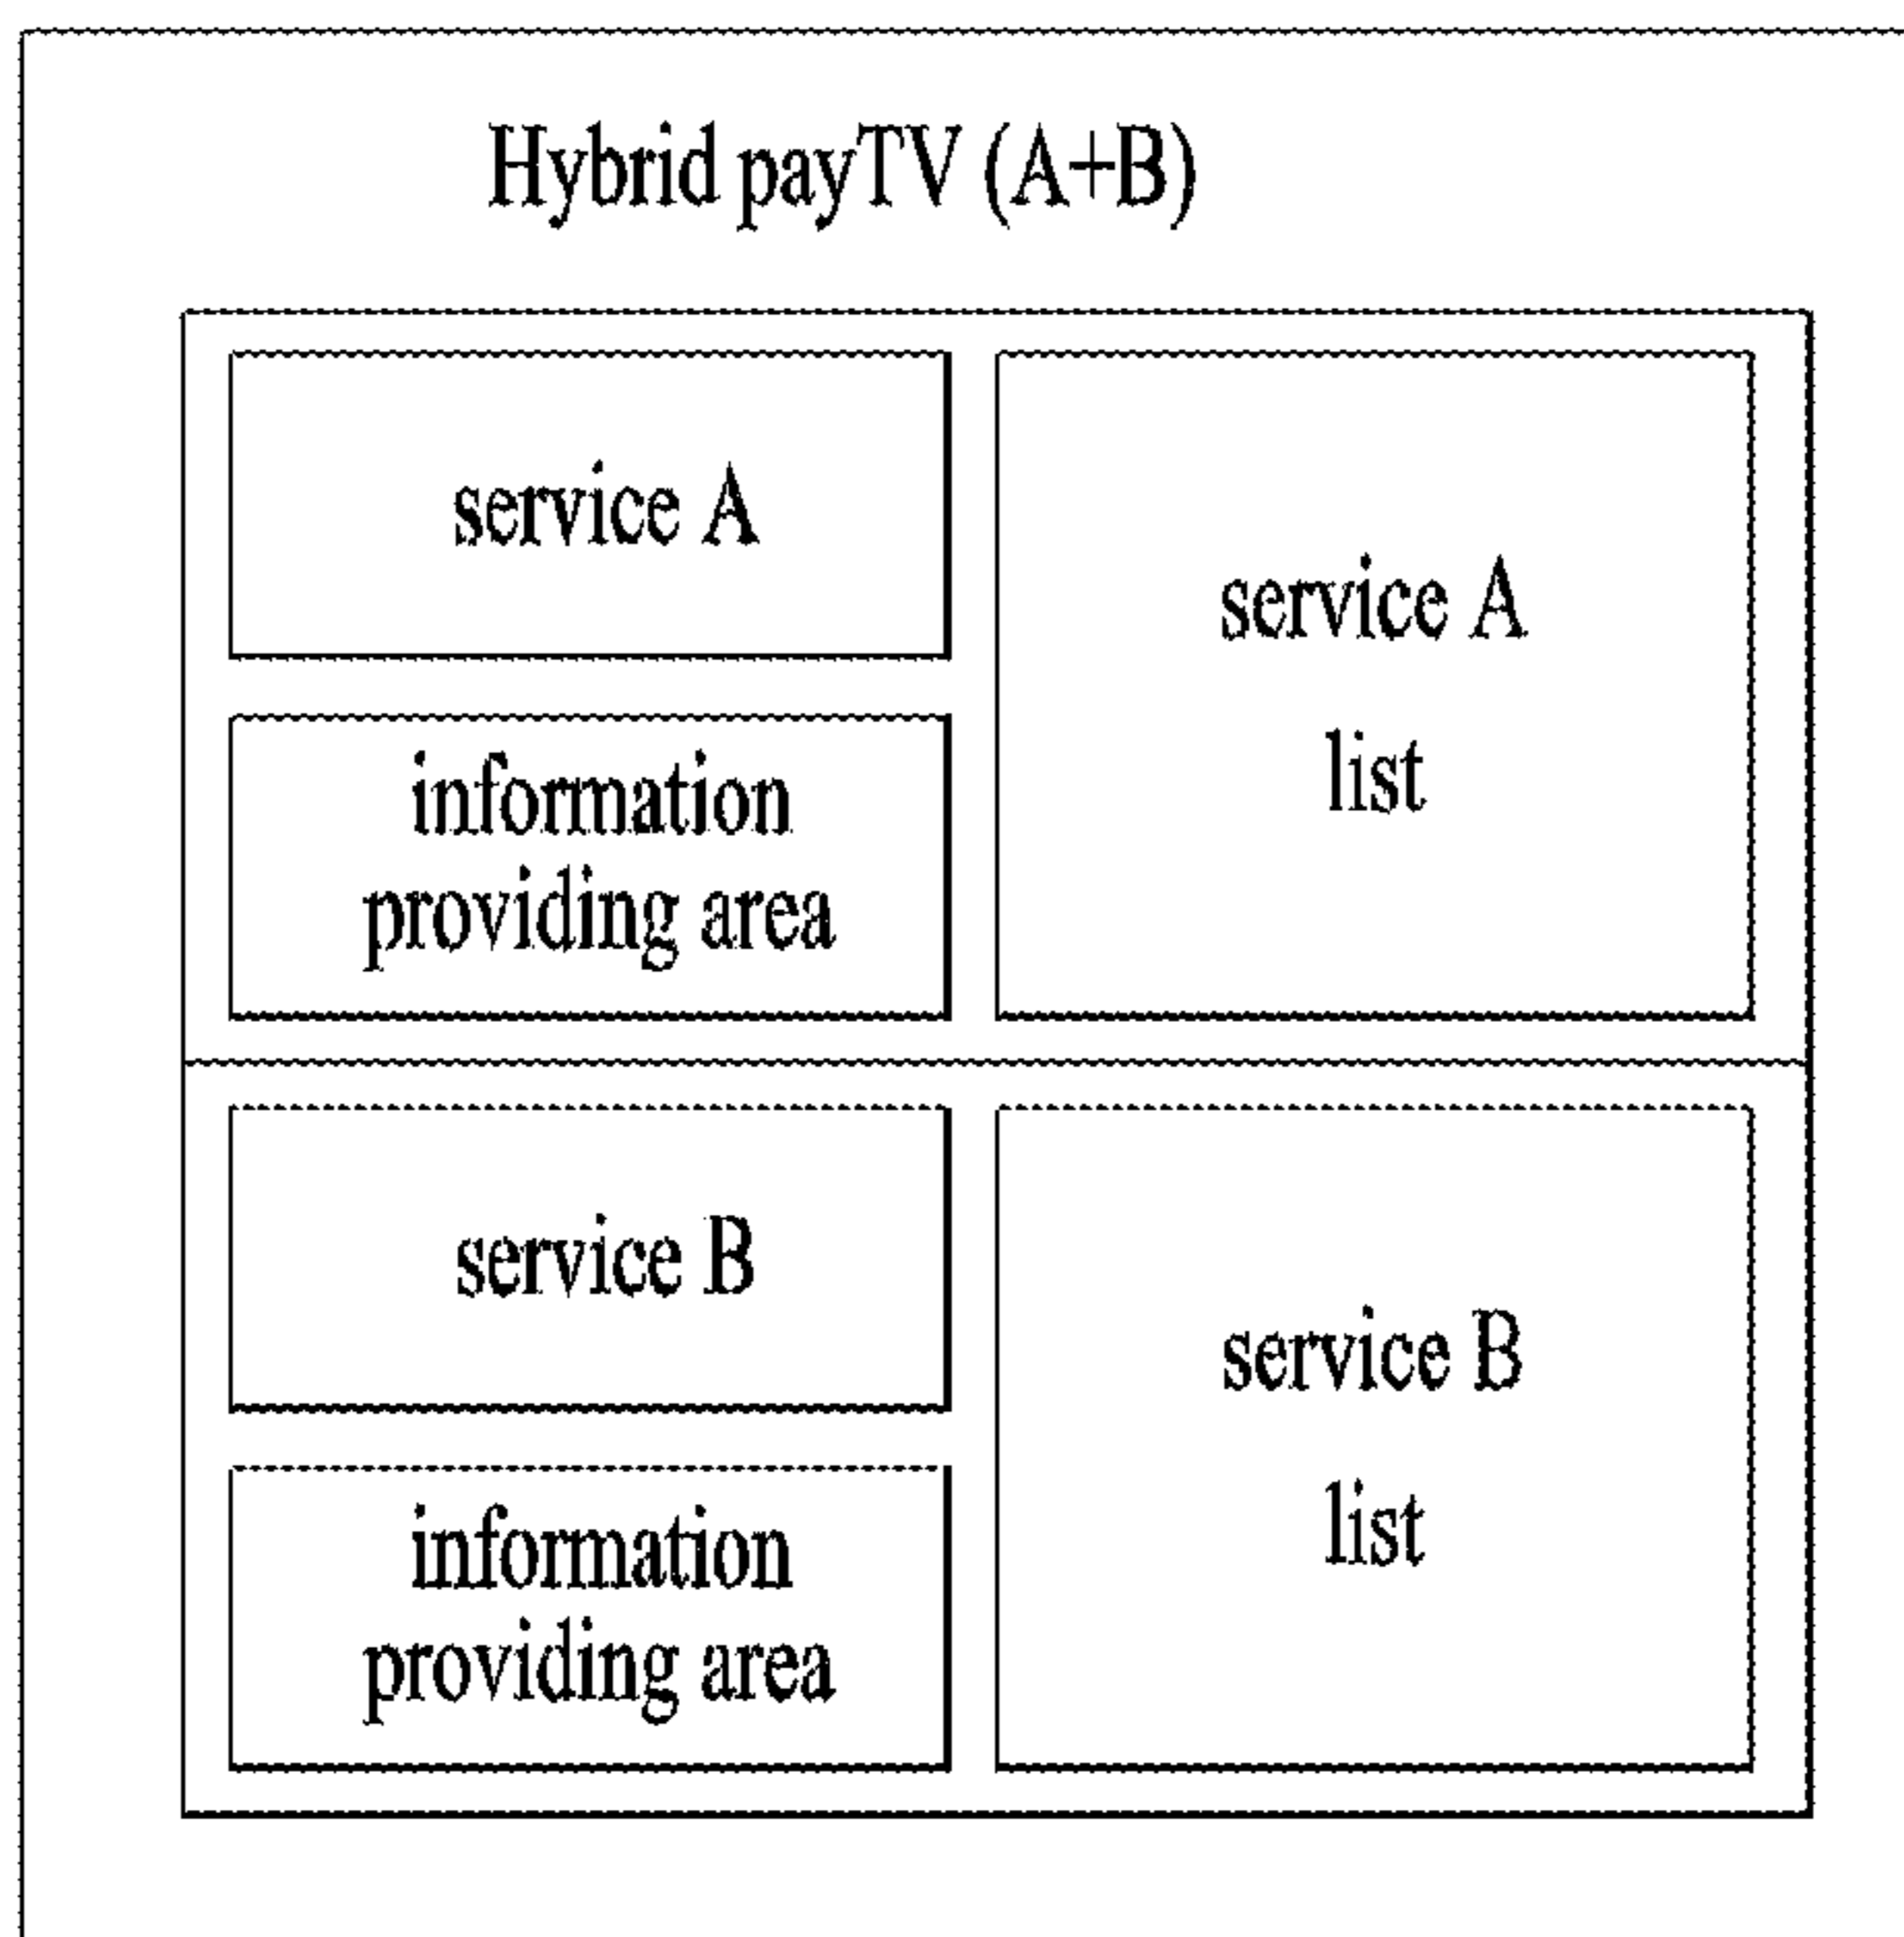 Hybrid payTV (A+B)
service A
information
providing area
service A
list
service B
information
providing area
service B
list